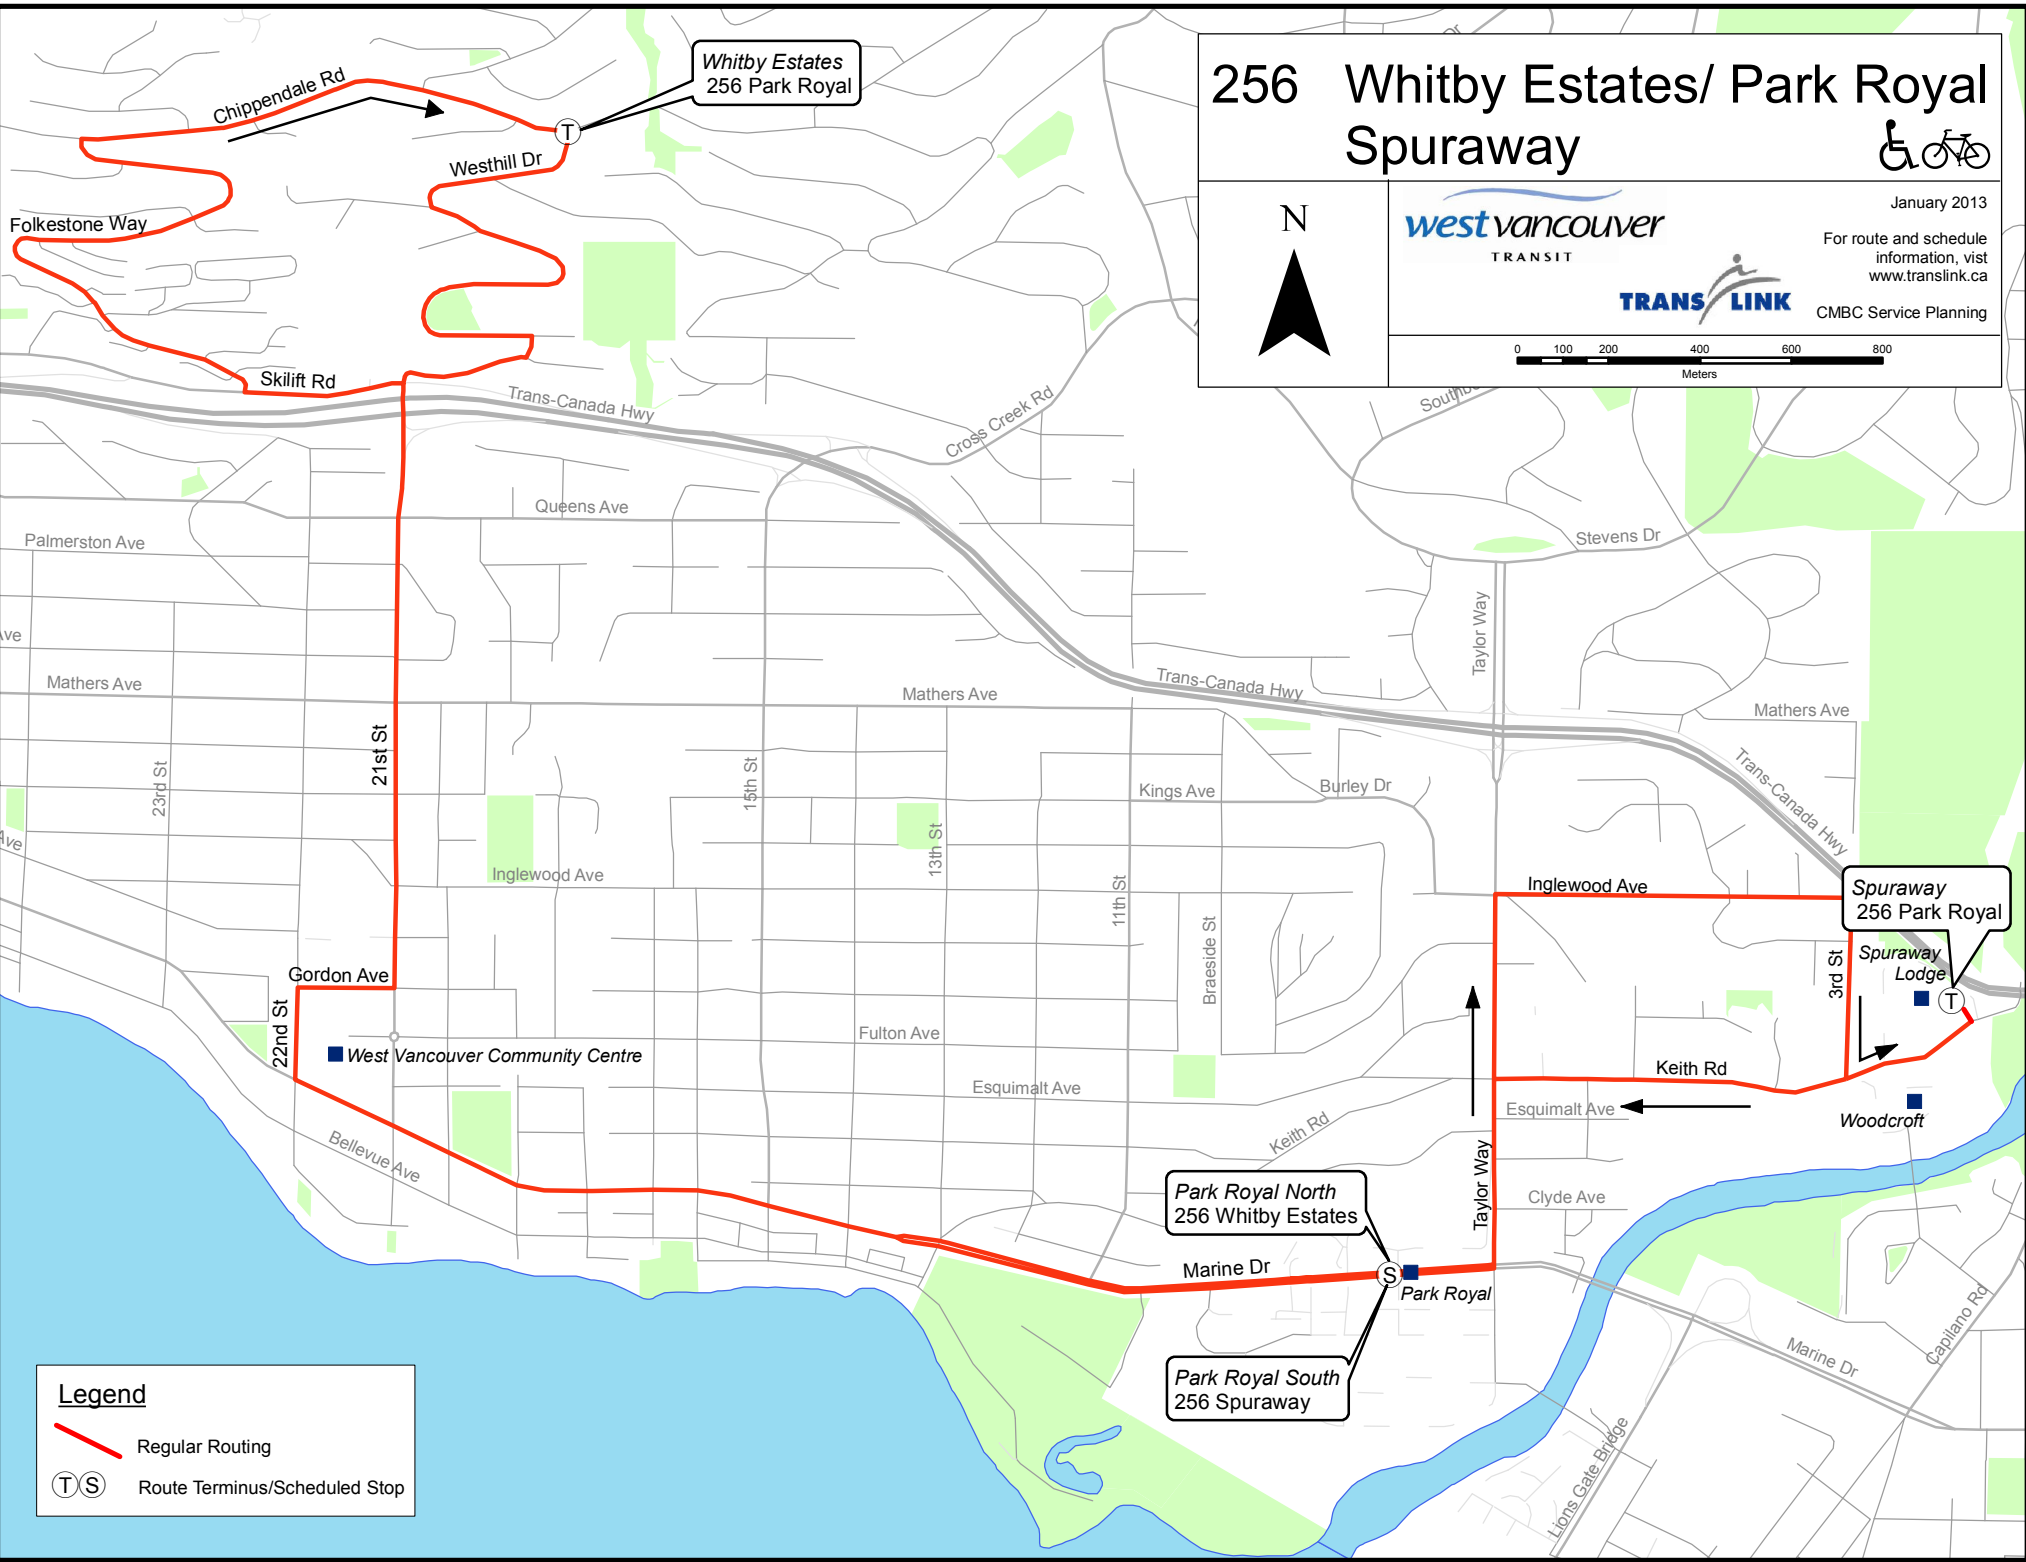 256 Whitby Estates/ Park Royal
Spuraway
N
west vancouver
TRANSIT
TRANS LINK
January 2013
For route and schedule
information, vist
www.translink.ca
CMBC Service Planning
0 100 200 400 600 800
Meters
Whitby Estates
256 Park Royal
Chippendale Rd
Westhill Dr
Folkestone Way
Skilift Rd
Trans-Canada Hwy
Cross Creek Rd
Dr
Queens Ave
Palmerston Ave
Stevens Dr
Taylor Way
Ave
Mathers Ave
Mathers Ave
Trans-Canada Hwy
Mathers Ave
21st St
23rd St
15th St
Kings Ave
Burley Dr
Trans-Canada Hwy
13th St
Ave
Inglewood Ave
11th St
Braeside St
Inglewood Ave
Spuraway
256 Park Royal
Spuraway
Lodge
3rd St
Gordon Ave
22nd St
West Vancouver Community Centre
Fulton Ave
Esquimalt Ave
Keith Rd
Keith Rd
Esquimalt Ave
Woodcroft
Bellevue Ave
Taylor Way
Clyde Ave
Park Royal North
256 Whitby Estates
Marine Dr
Park Royal
Park Royal South
256 Spuraway
Marine Dr
Capilano Rd
Lions Gate Bridge
T
T
S
Legend
Regular Routing
T S Route Terminus/Scheduled Stop